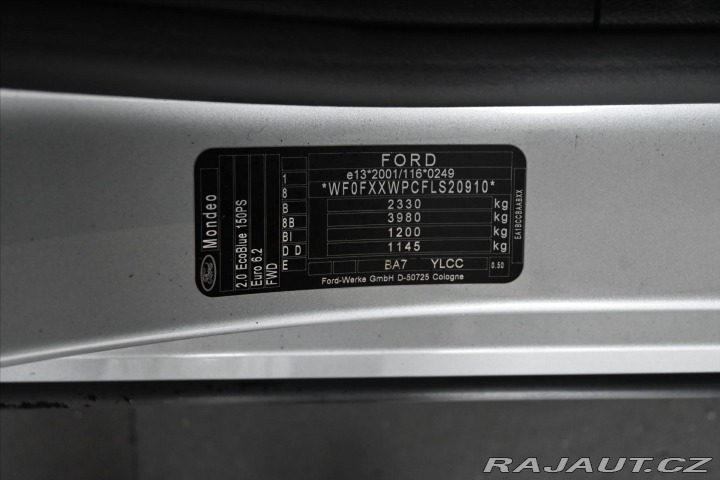 FORD
e13*2001/116*0249
*WF0FXXWPCFLS20910*
2330 kg
3980 kg
1200 kg
1145 kg
BA7 YLCC 0.50
Ford-Werke GmbH D-50725 Cologne
1
8
B
8B
BI
D D
E
Ford
Mondeo
2.0 EcoBlue 150PS
Euro 6.2
FWD
RAJAUT.CZ